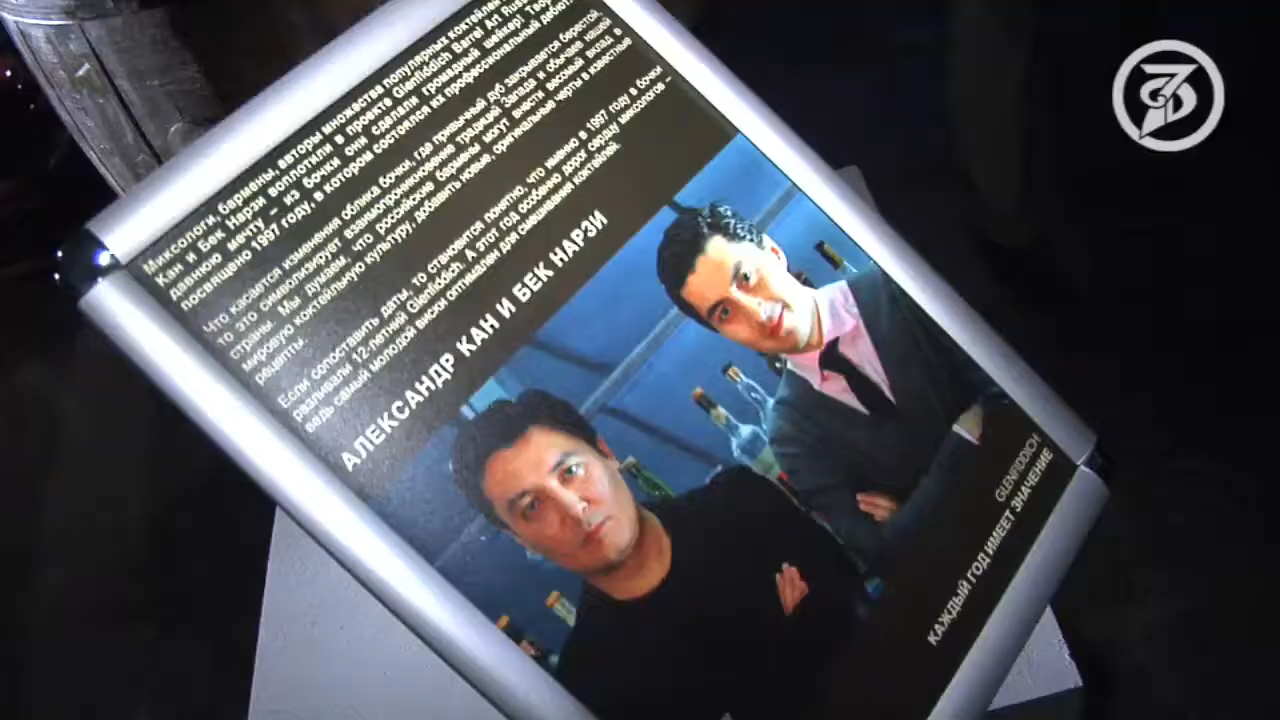 Миксологи, бармены, авторы множества популярных коктейлей
Кан и Бек Нарзи воплотили в проекте Glenfiddich Barrel Art Rus
давнюю мечту – из бочки они сделали громадный шейкер! Тво
посвящено 1997 году, в котором состоялся их профессиональный дебют.
Что касается изменения облика бочки, где привычный дуб закрывается берестой,
то это символизирует взаимопроникновение традиций Запада и обычаев нашей
страны. Мы думаем, что российские бармены могут внести весомый вклад в
мировую коктейльную культуру, добавить новые, оригинальные черты в известные
рецепты.
Если сопоставить даты, то становится понятно, что именно в 1997 году в бочки
разливали 12-летний Glenfiddich. А этот год особенно дорог сердцу миксологов –
ведь самый молодой виски оптимален для смешивания коктейлей.
АЛЕКСАНДР КАН И БЕК НАРЗИ
GLENFIDDICH
КАЖДЫЙ ГОД ИМЕЕТ ЗНАЧЕНИЕ